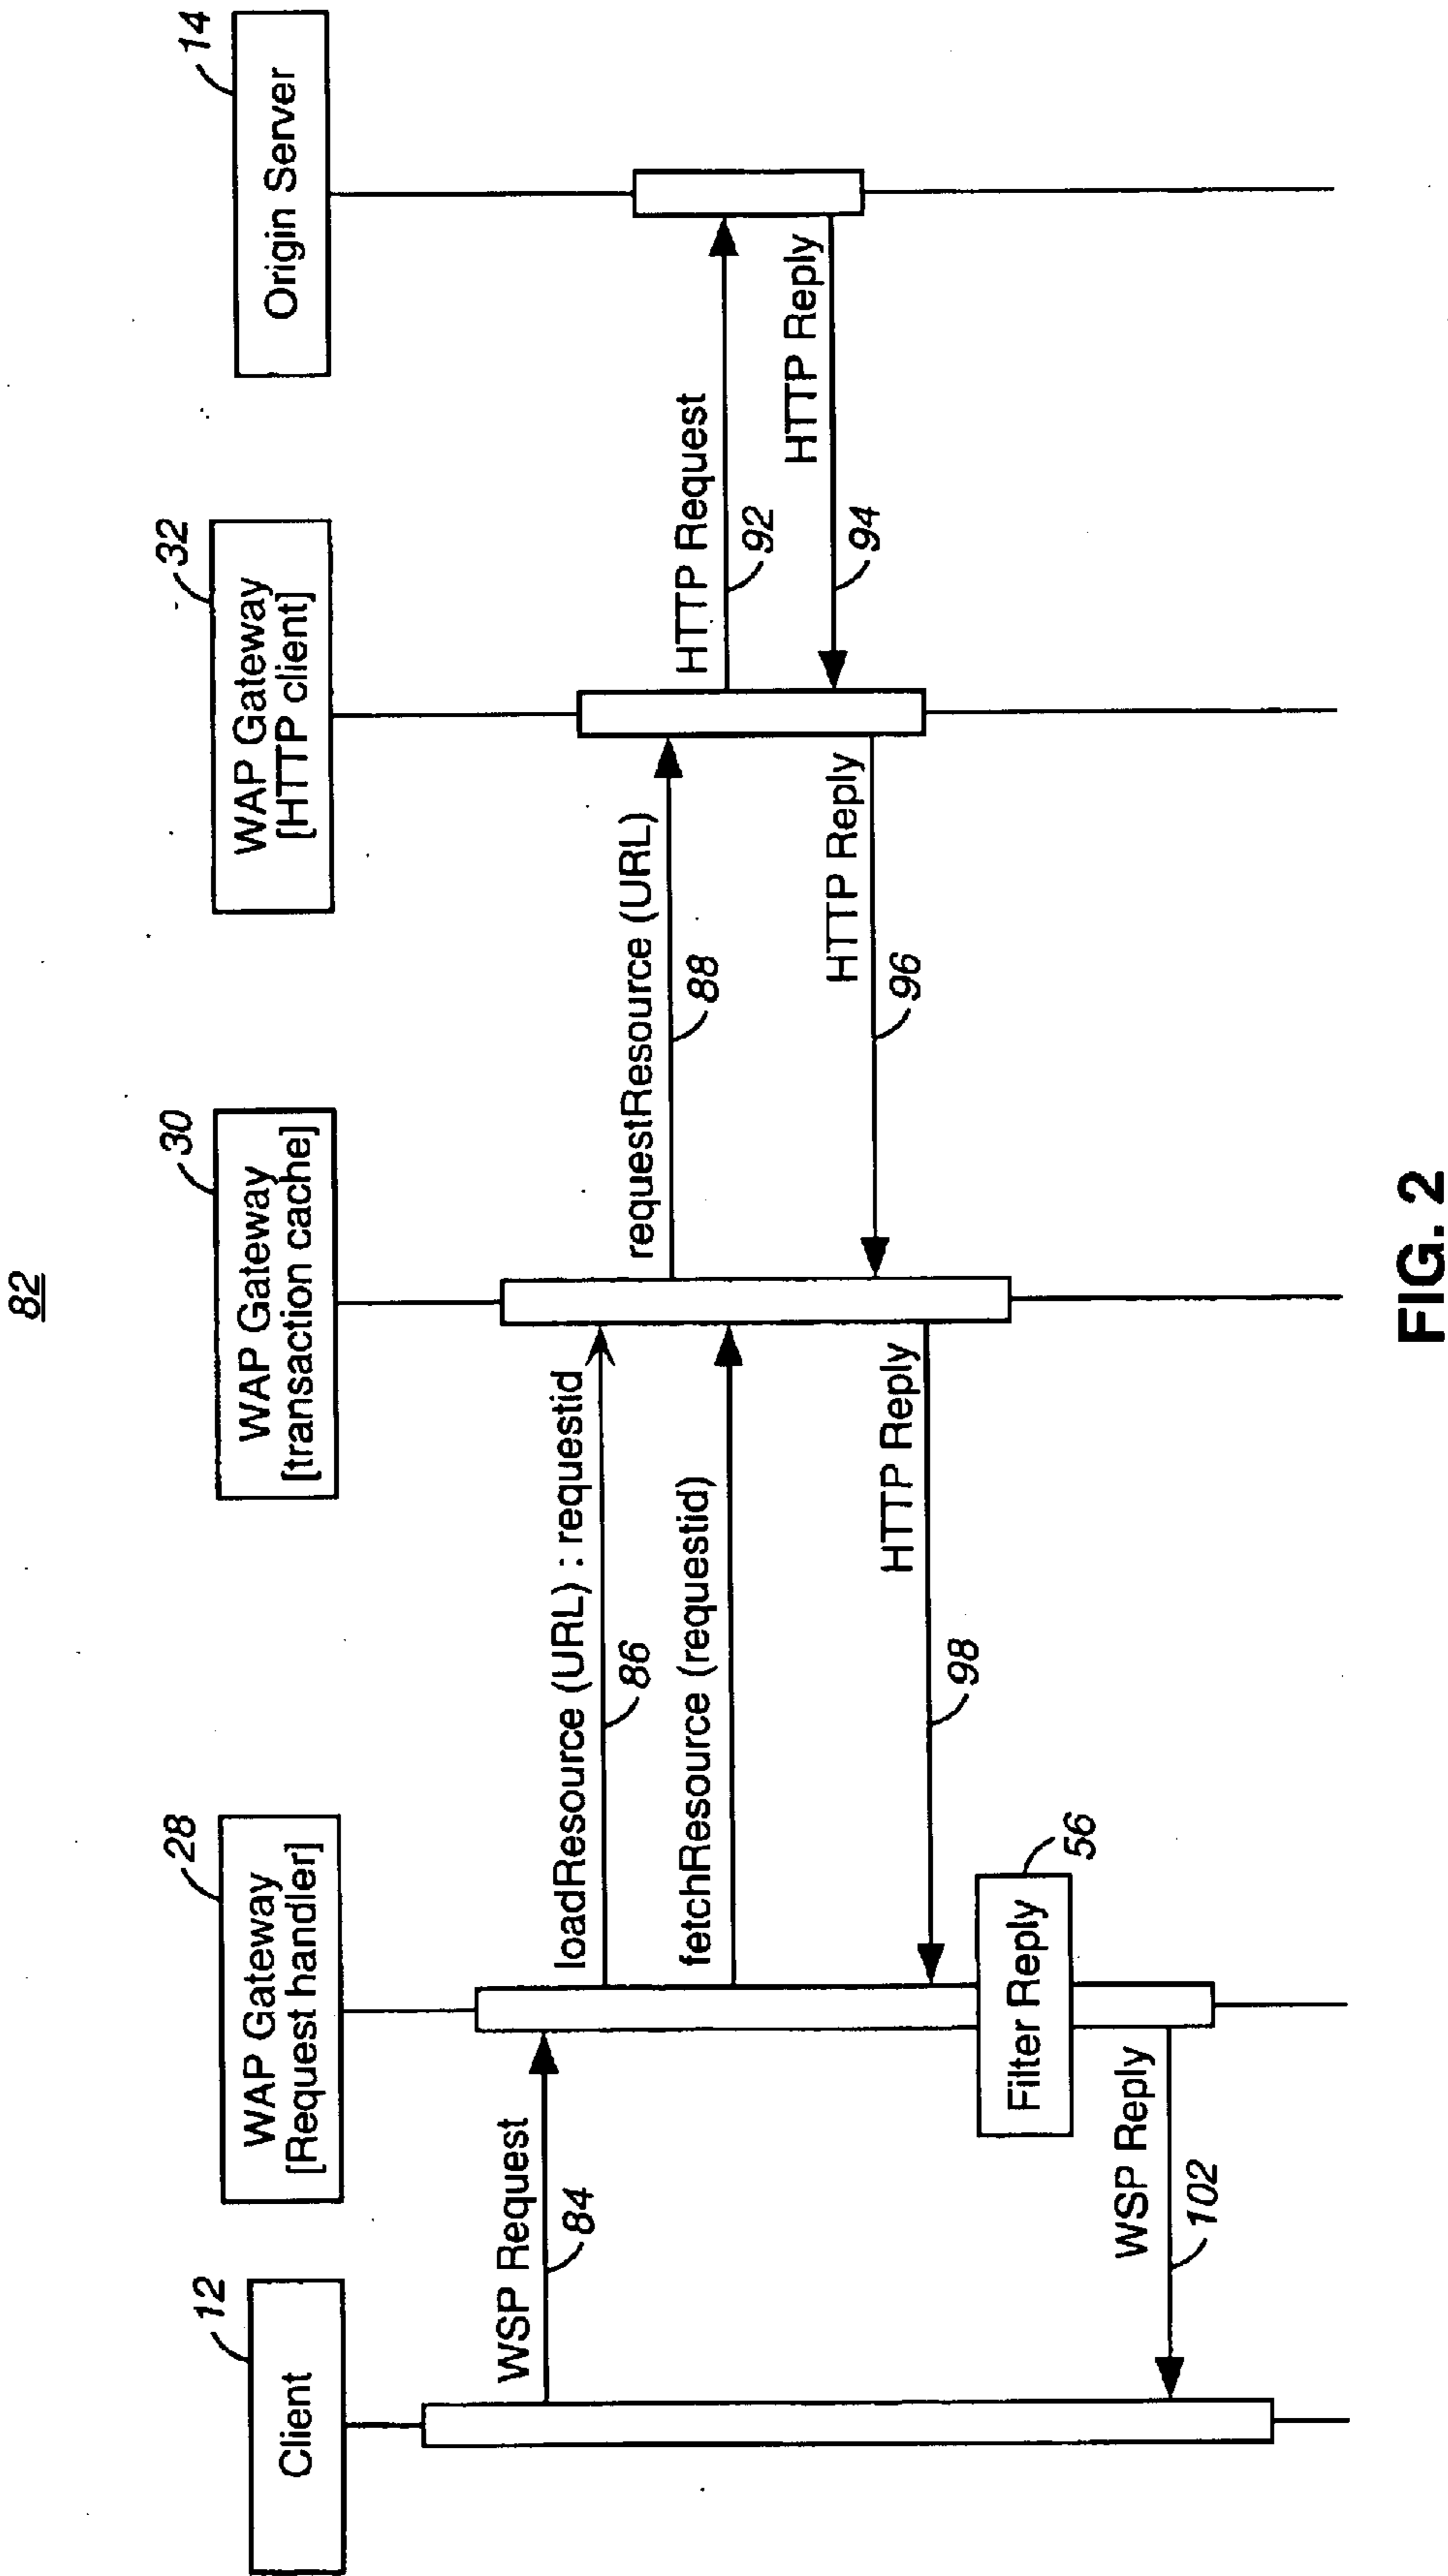 82
12
Client
28
WAP Gateway
[Request handler]
30
WAP Gateway
[transaction cache]
32
WAP Gateway
[HTTP client]
14
Origin Server
WSP Request
84
loadResource (URL) : requestid
86
requestResource (URL)
88
fetchResource (requestid)
HTTP Request
92
HTTP Reply
94
HTTP Reply
96
HTTP Reply
98
Filter Reply
56
WSP Reply
102
FIG. 2